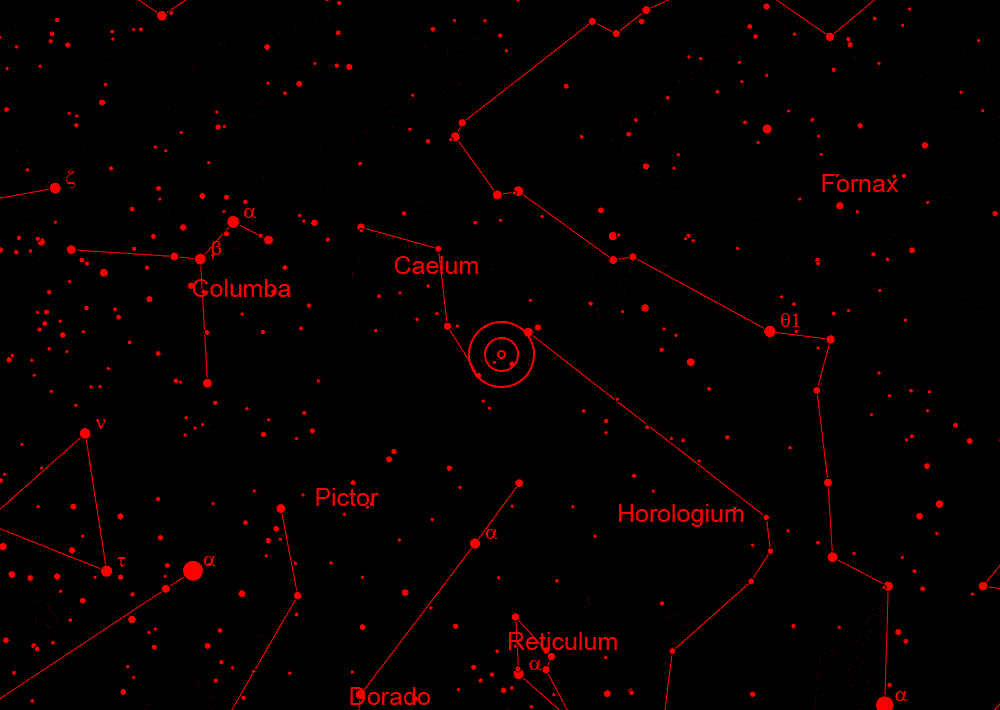 ζ
Fornax
α
β
Caelum
Columba
θ1
ν
Pictor
Horologium
α
τ
α
Reticulum
α
Dorado
α